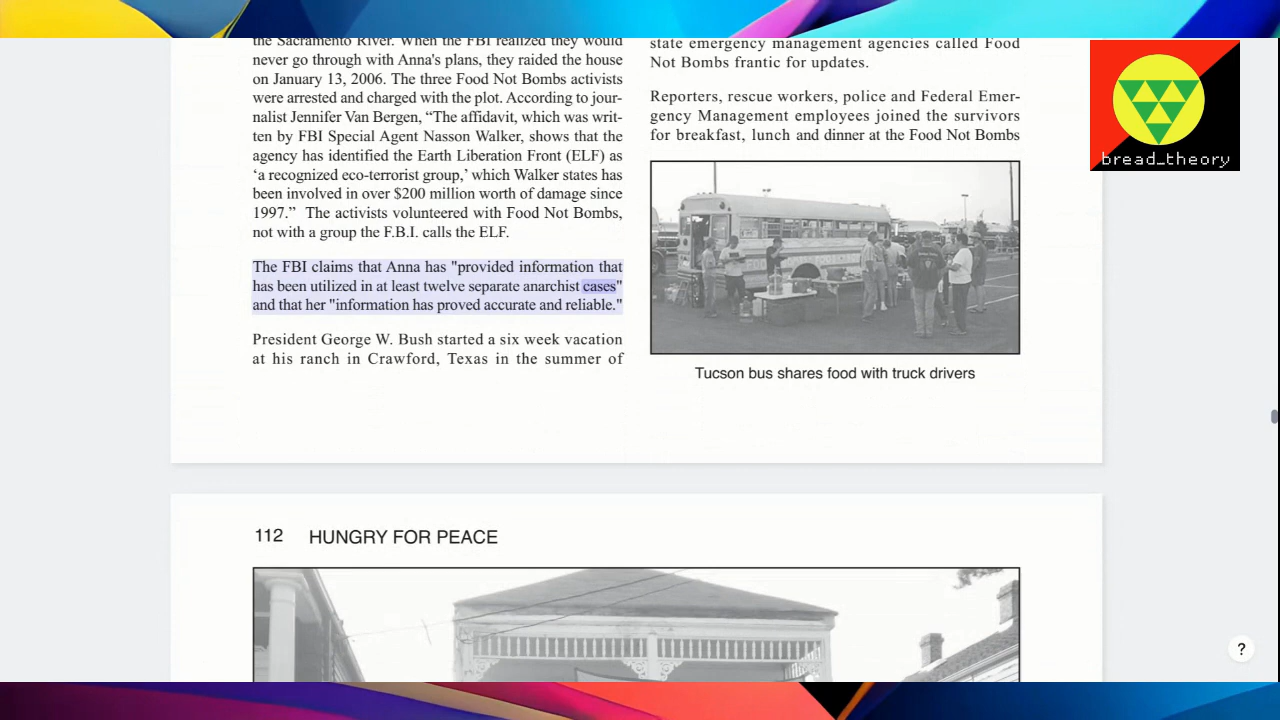 the Sacramento River. When the FBI realized they would
never go through with Anna's plans, they raided the house
on January 13, 2006. The three Food Not Bombs activists
were arrested and charged with the plot. According to jour-
nalist Jennifer Van Bergen, “The affidavit, which was writ-
ten by FBI Special Agent Nasson Walker, shows that the
agency has identified the Earth Liberation Front (ELF) as
‘a recognized eco-terrorist group,’ which Walker states has
been involved in over $200 million worth of damage since
1997.” The activists volunteered with Food Not Bombs,
not with a group the F.B.I. calls the ELF.
The FBI claims that Anna has "provided information that
has been utilized in at least twelve separate anarchist cases"
and that her "information has proved accurate and reliable."
President George W. Bush started a six week vacation
at his ranch in Crawford, Texas in the summer of
state emergency management agencies called Food
Not Bombs frantic for updates.
Reporters, rescue workers, police and Federal Emer-
gency Management employees joined the survivors
for breakfast, lunch and dinner at the Food Not Bombs
Tucson bus shares food with truck drivers
bread_theory
112 HUNGRY FOR PEACE
?